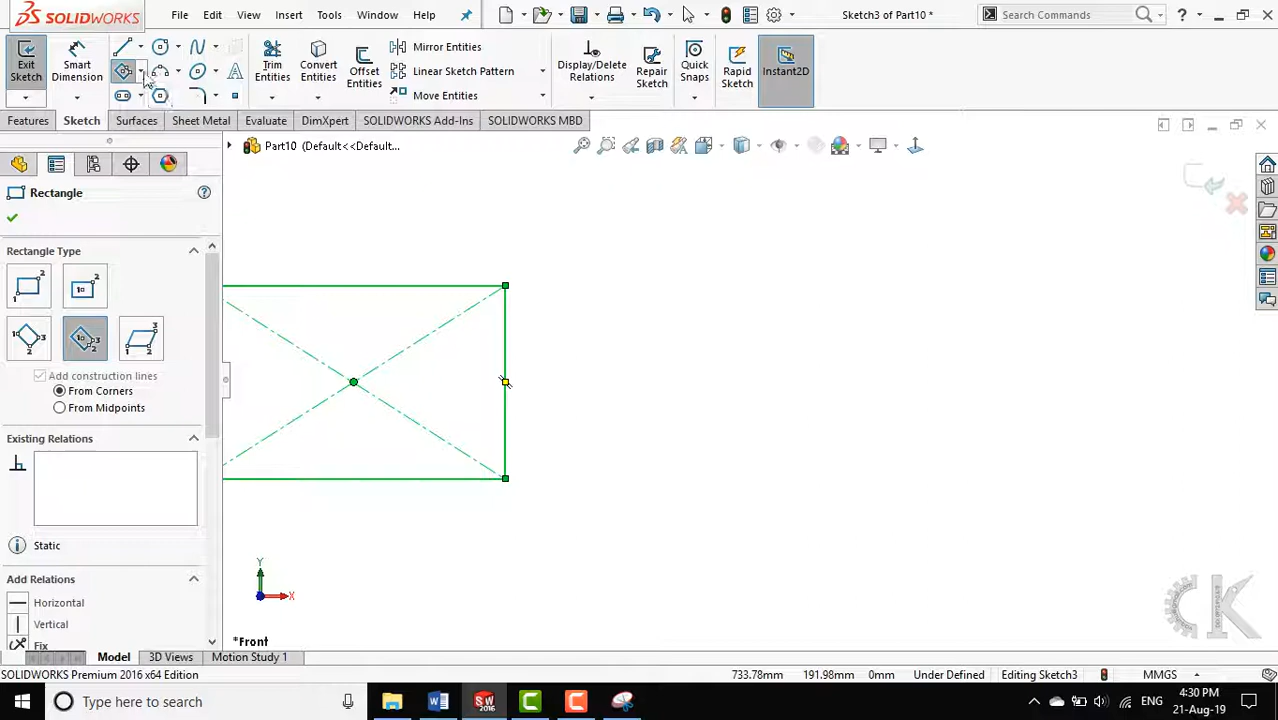 SOLIDWORKS
File Edit View Insert Tools Window Help
Sketch3 of Part10 *
Search Commands
Exit Sketch
Smart Dimension
Trim Entities
Convert Entities
Offset Entities
Mirror Entities
Linear Sketch Pattern
Move Entities
Display/Delete Relations
Repair Sketch
Quick Snaps
Rapid Sketch
Instant2D
Features Sketch Surfaces Sheet Metal Evaluate DimXpert SOLIDWORKS Add-Ins SOLIDWORKS MBD
Part10 (Default<<Default...
Rectangle
Rectangle Type
Add construction lines
From Corners
From Midpoints
Existing Relations
Static
Add Relations
Horizontal
Vertical
Fix
Y
X
*Front
Model 3D Views Motion Study 1
SOLIDWORKS Premium 2016 x64 Edition
733.78mm 191.98mm 0mm Under Defined Editing Sketch3 MMGS
Type here to search
ENG
4:30 PM
21-Aug-19